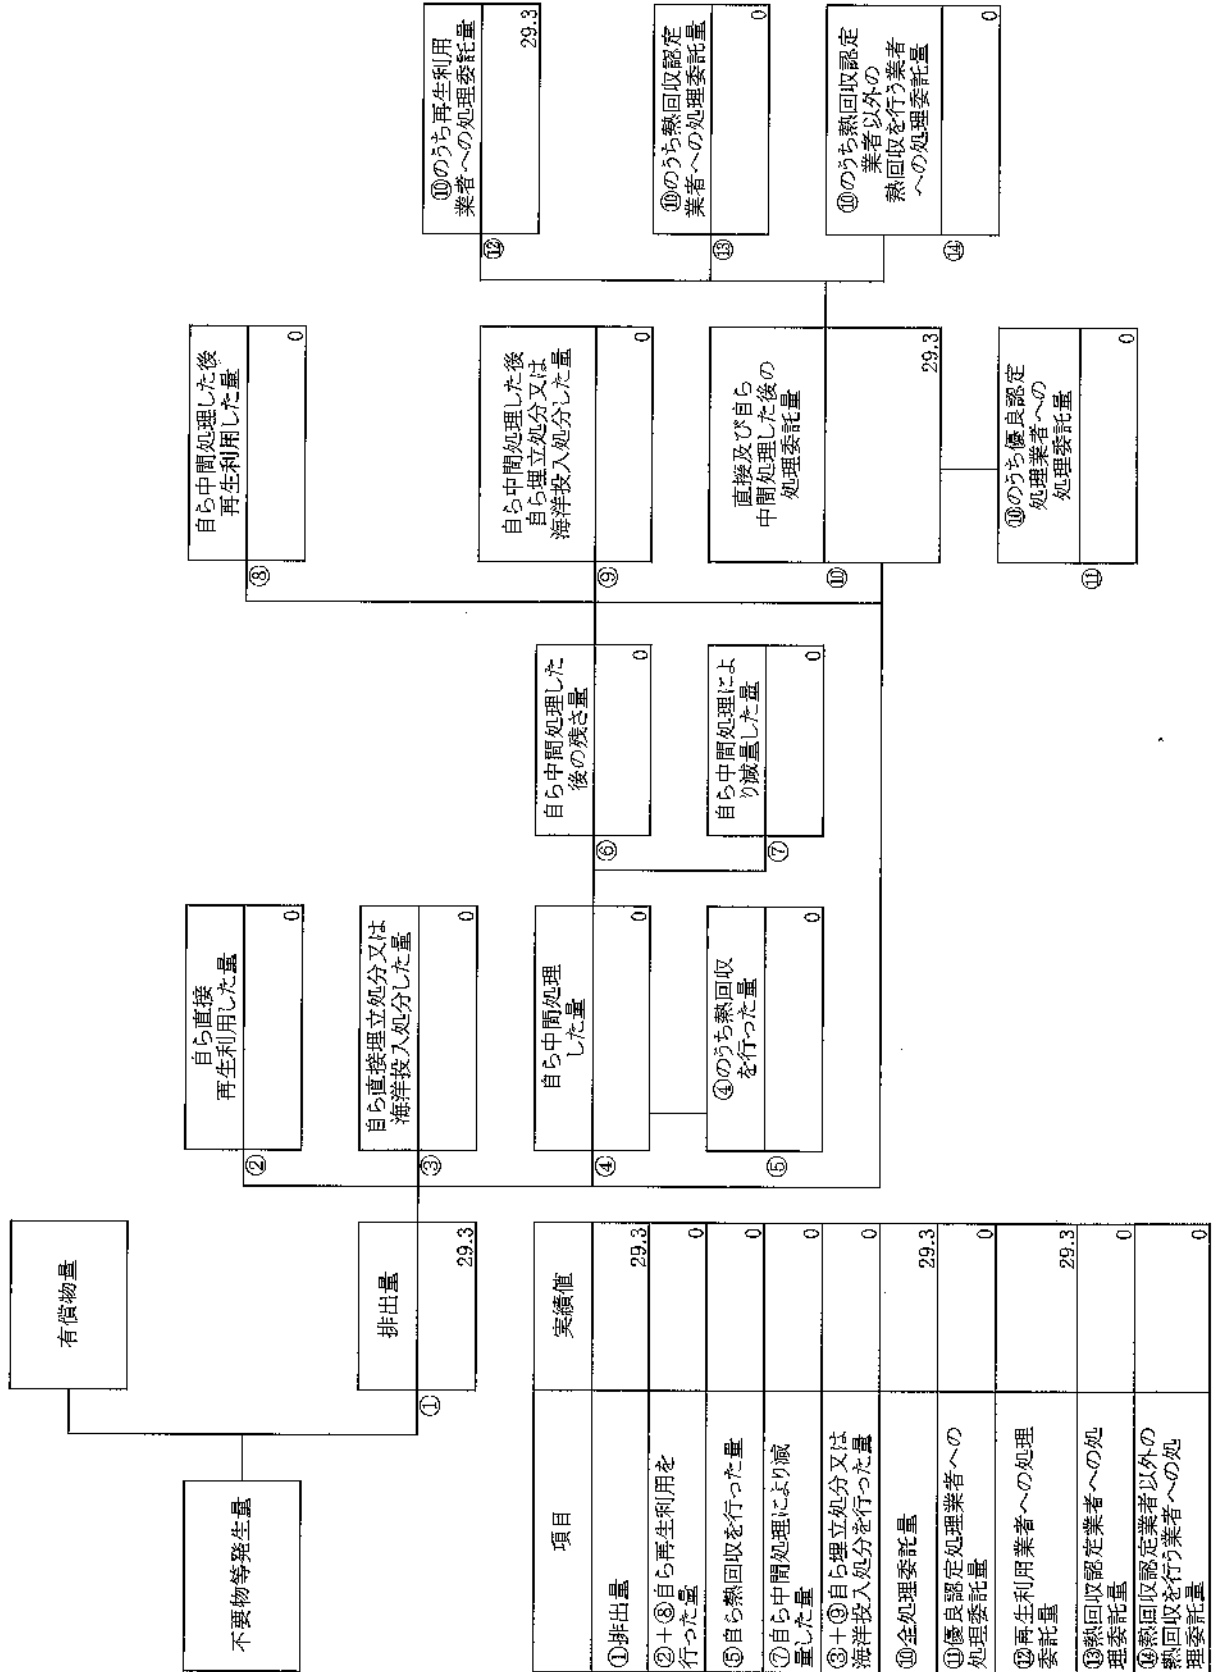 不要物等発生量
有償物量
①
排出量
29.3
②
自ら直接
再生利用した量
0
③
自ら直接埋立処分又は
海洋投入処分した量
0
④
自ら中間処理
した量
0
⑤
④のうち熱回収
を行った量
0
⑥
自ら中間処理した
後の残さ量
0
⑦
自ら中間処理によ
り減量した量
0
⑧
自ら中間処理した後
再生利用した量
0
⑨
自ら中間処理した後
自ら埋立処分又は
海洋投入処分した量
0
⑩
直接及び自ら
中間処理した後の
処理委託量
29.3
⑪
⑩のうち優良認定
処理業者への
処理委託量
0
⑫
⑩のうち再生利用
業者への処理委託量
29.3
⑬
⑩のうち熱回収認定
業者への処理委託量
0
⑭
⑩のうち熱回収認定
業者以外の
熱回収を行う業者
への処理委託量
0
項目
実績値
①排出量
29.3
②+⑧自ら再生利用を
行った量
0
⑤自ら熱回収を行った量
0
⑦自ら中間処理により減
量した量
0
③+⑨自ら埋立処分又は
海洋投入処分を行った量
0
⑩全処理委託量
29.3
⑪優良認定処理業者への
処理委託量
0
⑫再生利用業者への処理
委託量
29.3
⑬熱回収認定業者への処
理委託量
0
⑭熱回収認定業者以外の
熱回収を行う業者への処
理委託量
0